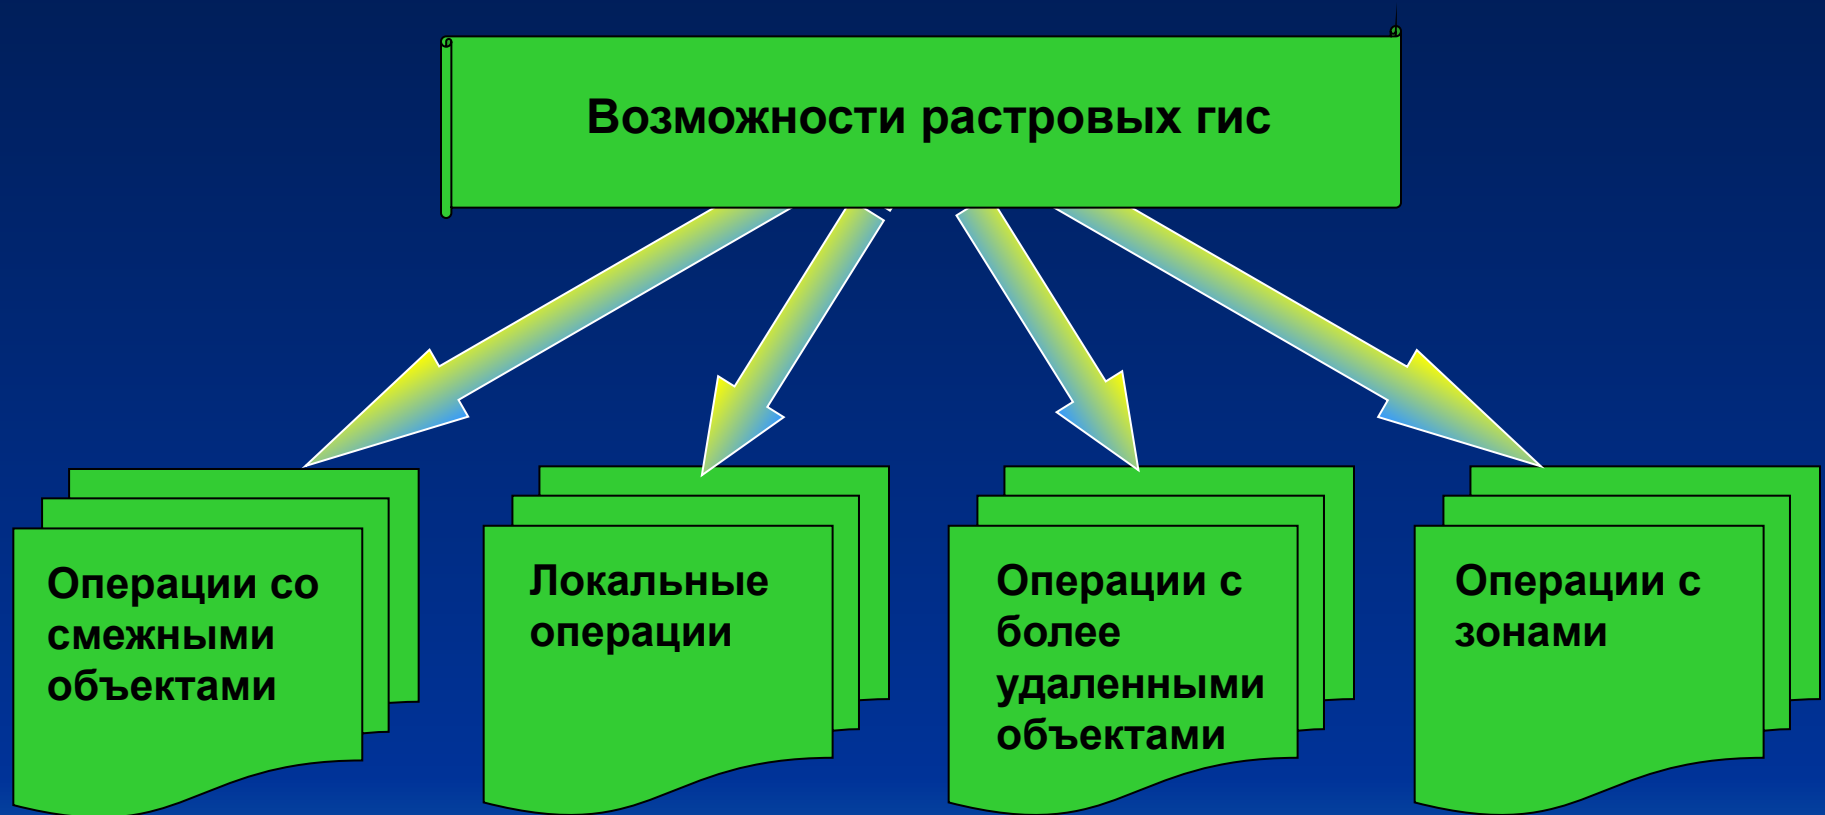 Возможности растровых гис
Операции со
смежными
объектами
Локальные
операции
Операции с
более
удаленными
объектами
Операции с
зонами